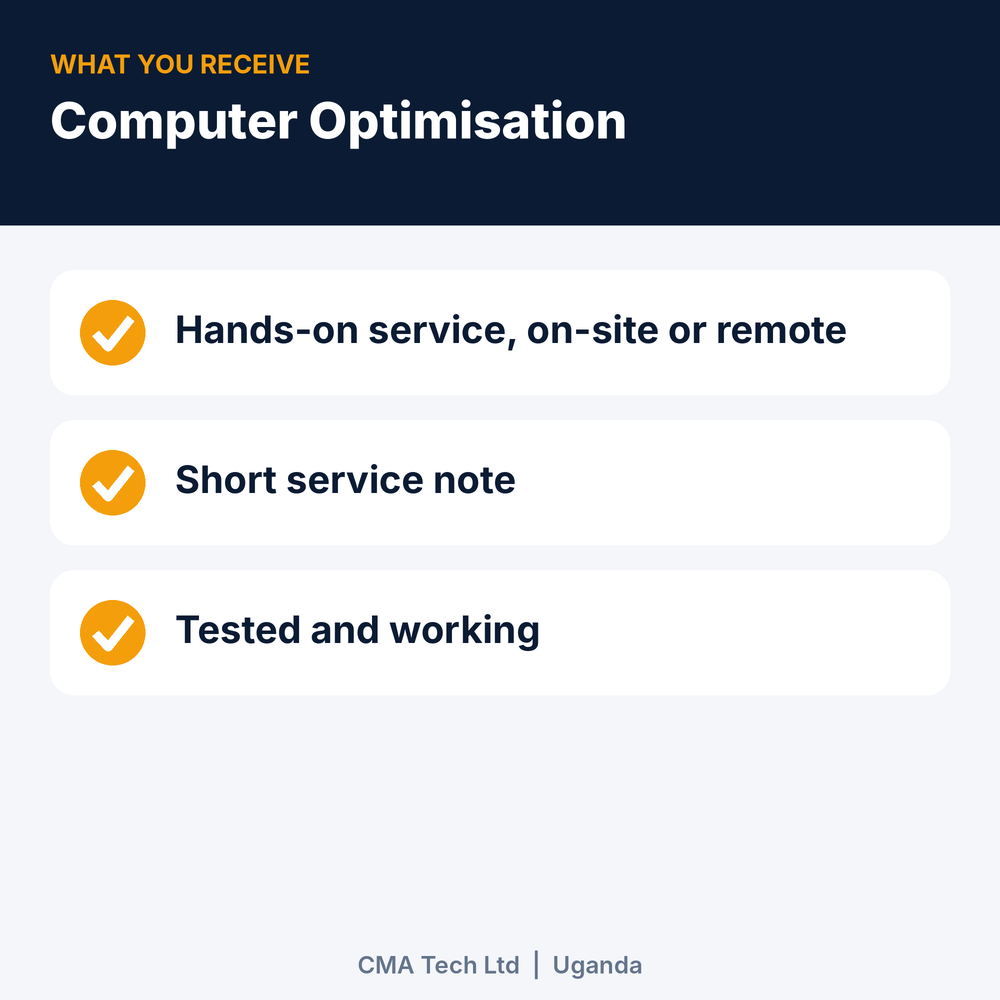 WHAT YOU RECEIVE
Computer Optimisation
Hands-on service, on-site or remote
Short service note
Tested and working
CMA Tech Ltd | Uganda